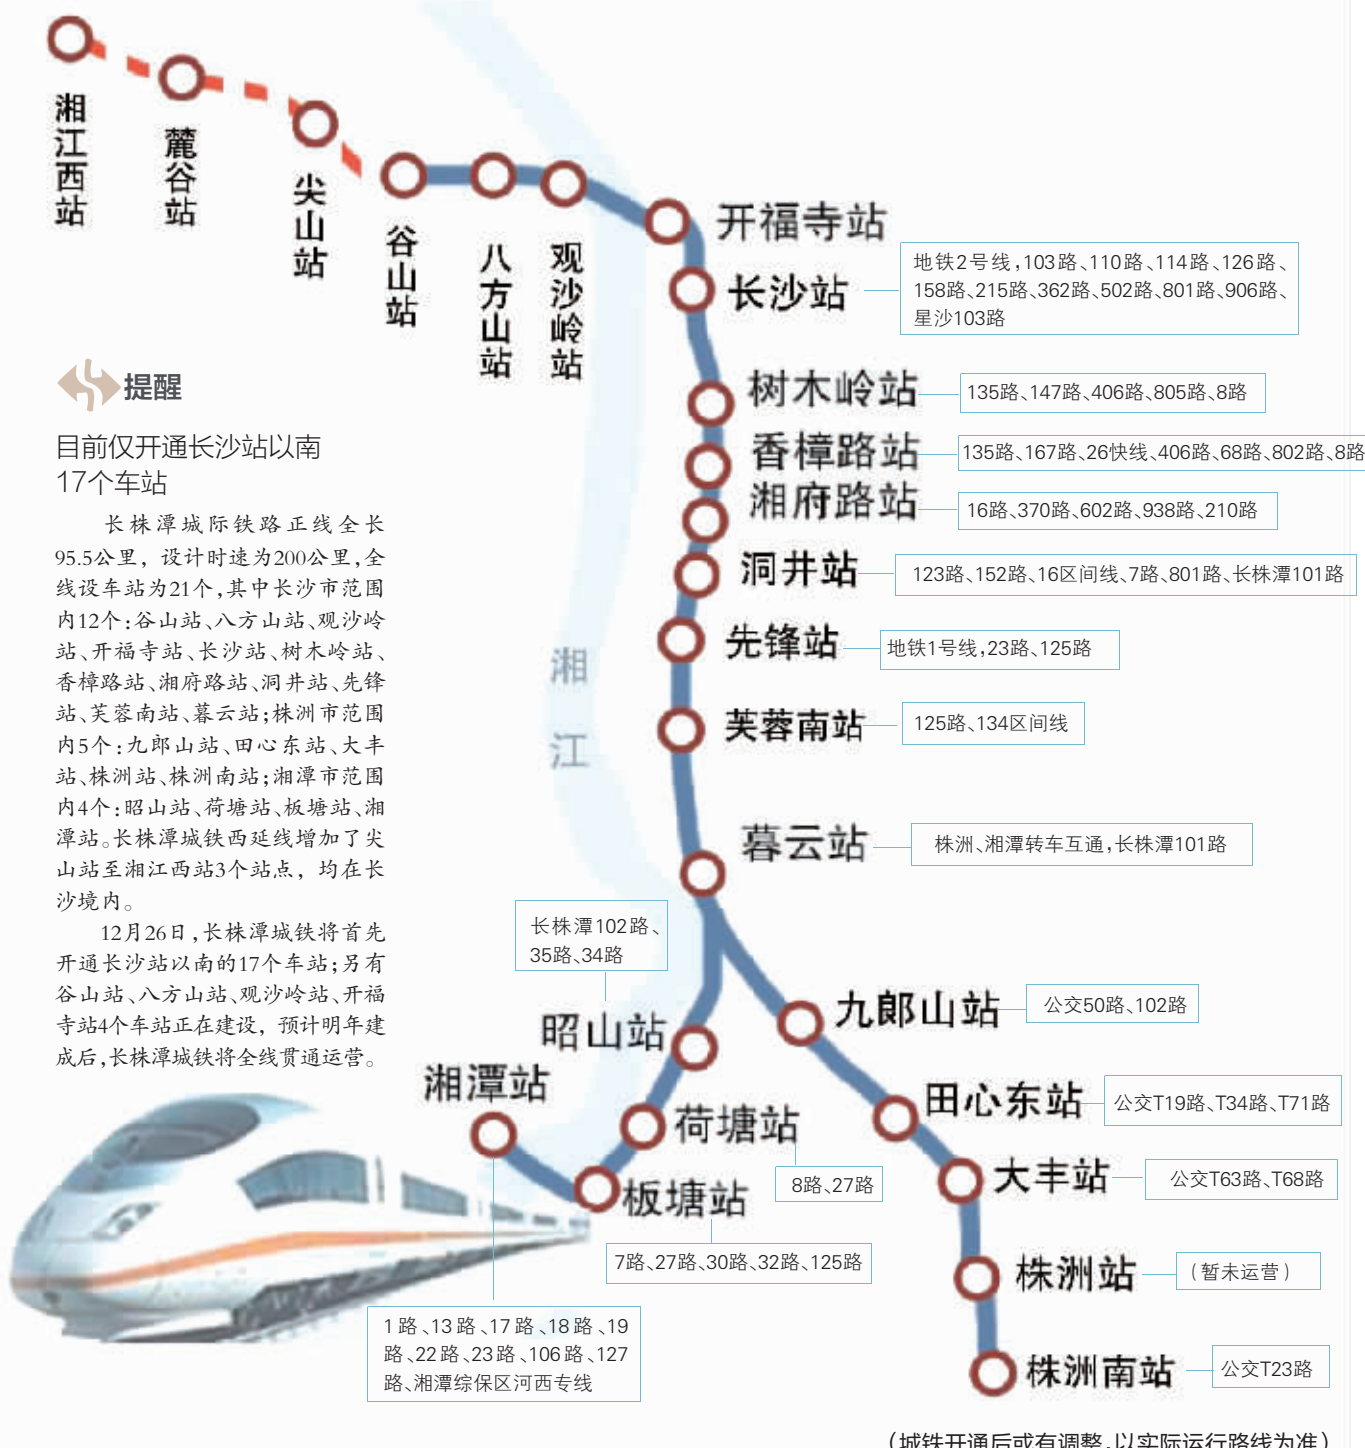 湘江西站
麓谷站
尖山站
谷山站
八方山站
观沙岭站
开福寺站
长沙站
地铁2号线,103路、110路、114路、126路、
158路、215路、362路、502路、801路、906路、
星沙103路
树木岭站
135路、147路、406路、805路、8路
香樟路站
135路、167路、26快线、406路、68路、802路、8路
湘府路站
16路、370路、602路、938路、210路
洞井站
123路、152路、16区间线、7路、801路、长株潭101路
先锋站
地铁1号线,23路、125路
芙蓉南站
125路、134区间线
暮云站
株洲、湘潭转车互通,长株潭101路
湘江
提醒
目前仅开通长沙站以南
17个车站
长株潭城际铁路正线全长
95.5公里，设计时速为200公里,全
线设车站为21个,其中长沙市范围
内12个:谷山站、八方山站、观沙岭
站、开福寺站、长沙站、树木岭站、
香樟路站、湘府路站、洞井站、先锋
站、芙蓉南站、暮云站;株洲市范围
内5个:九郎山站、田心东站、大丰
站、株洲站、株洲南站;湘潭市范围
内4个:昭山站、荷塘站、板塘站、湘
潭站。长株潭城铁西延线增加了尖
山站至湘江西站3个站点，均在长
沙境内。
12月26日,长株潭城铁将首先
开通长沙站以南的17个车站;另有
谷山站、八方山站、观沙岭站、开福
寺站4个车站正在建设，预计明年建
成后,长株潭城铁将全线贯通运营。
长株潭102路、
35路、34路
昭山站
湘潭站
荷塘站
8路、27路
板塘站
7路、27路、30路、32路、125路
1路、13路、17路、18路、19
路、22路、23路、106路、127
路、湘潭综保区河西专线
九郎山站
公交50路、102路
田心东站
公交T19路、T34路、T71路
大丰站
公交T63路、T68路
株洲站
（暂未运营）
株洲南站
公交T23路
（城铁开通后或有调整,以实际运行路线为准）